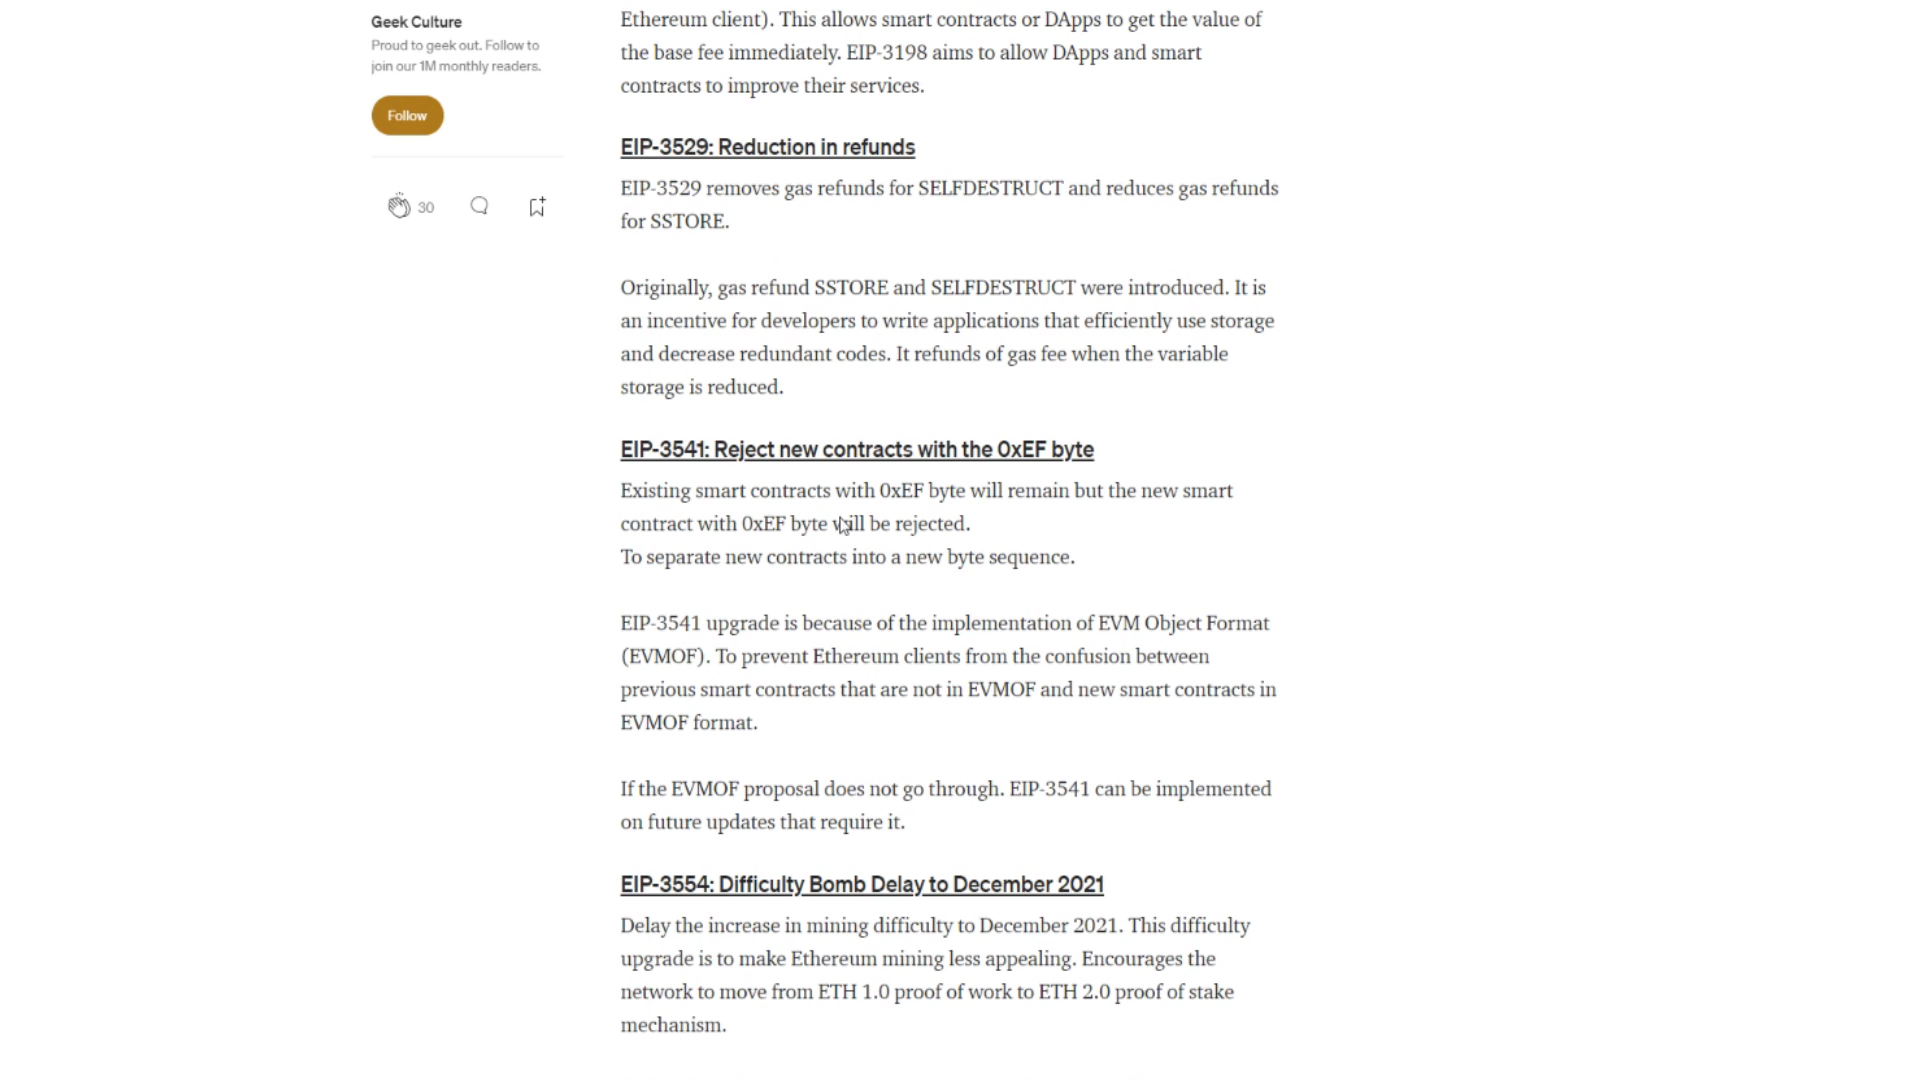 Geek Culture
Proud to geek out. Follow to
join our 1M monthly readers.
Follow
30
Ethereum client). This allows smart contracts or DApps to get the value of
the base fee immediately. EIP-3198 aims to allow DApps and smart
contracts to improve their services.
EIP-3529: Reduction in refunds
EIP-3529 removes gas refunds for SELFDESTRUCT and reduces gas refunds
for SSTORE.
Originally, gas refund SSTORE and SELFDESTRUCT were introduced. It is
an incentive for developers to write applications that efficiently use storage
and decrease redundant codes. It refunds of gas fee when the variable
storage is reduced.
EIP-3541: Reject new contracts with the 0xEF byte
Existing smart contracts with 0xEF byte will remain but the new smart
contract with 0xEF byte will be rejected.
To separate new contracts into a new byte sequence.
EIP-3541 upgrade is because of the implementation of EVM Object Format
(EVMOF). To prevent Ethereum clients from the confusion between
previous smart contracts that are not in EVMOF and new smart contracts in
EVMOF format.
If the EVMOF proposal does not go through. EIP-3541 can be implemented
on future updates that require it.
EIP-3554: Difficulty Bomb Delay to December 2021
Delay the increase in mining difficulty to December 2021. This difficulty
upgrade is to make Ethereum mining less appealing. Encourages the
network to move from ETH 1.0 proof of work to ETH 2.0 proof of stake
mechanism.